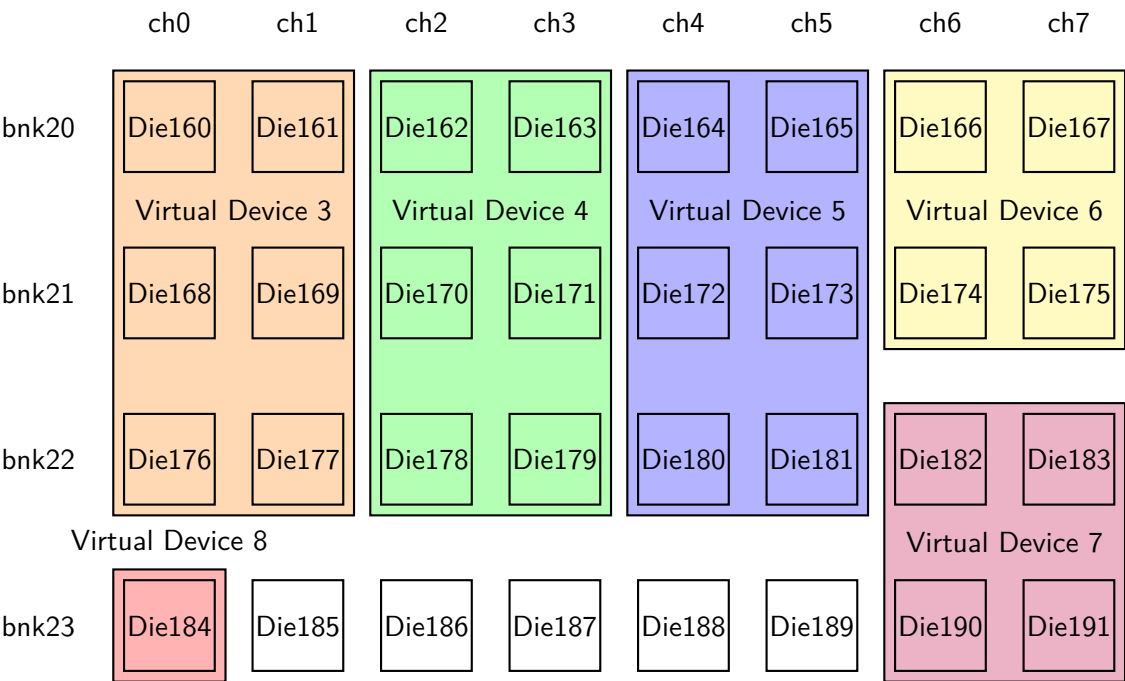 ch0 ch1 ch2 ch3 ch4 ch5 ch6 ch7
bnk20 Die160 Die161 Die162 Die163 Die164 Die165 Die166 Die167
Virtual Device 3 Virtual Device 4 Virtual Device 5 Virtual Device 6
bnk21 Die168 Die169 Die170 Die171 Die172 Die173 Die174 Die175
bnk22 Die176 Die177 Die178 Die179 Die180 Die181 Die182 Die183
Virtual Device 8 Virtual Device 7
bnk23 Die184 Die185 Die186 Die187 Die188 Die189 Die190 Die191